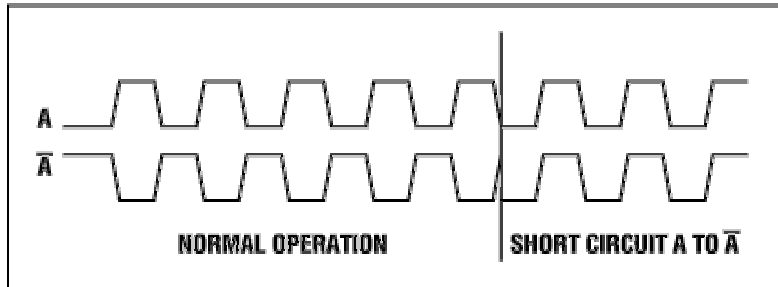 A
A̅
NORMAL OPERATION
SHORT CIRCUIT A TO A̅